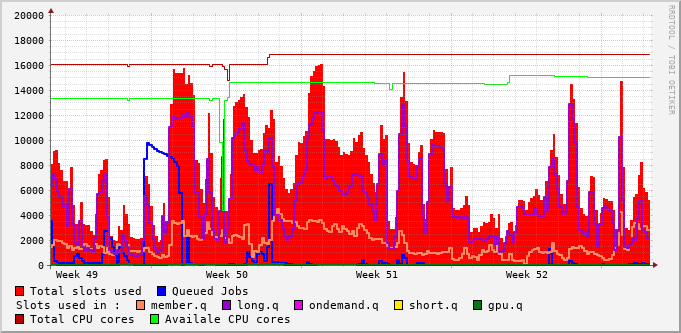 20000
18000
16000
14000
12000
10000
8000
6000
4000
2000
0
Week 49 Week 50 Week 51 Week 52
Total slots used Queued Jobs
Slots used in : member.q long.q ondemand.q short.q gpu.q
Total CPU cores Availale CPU cores
RRDTOOL / TOBI OETIKER